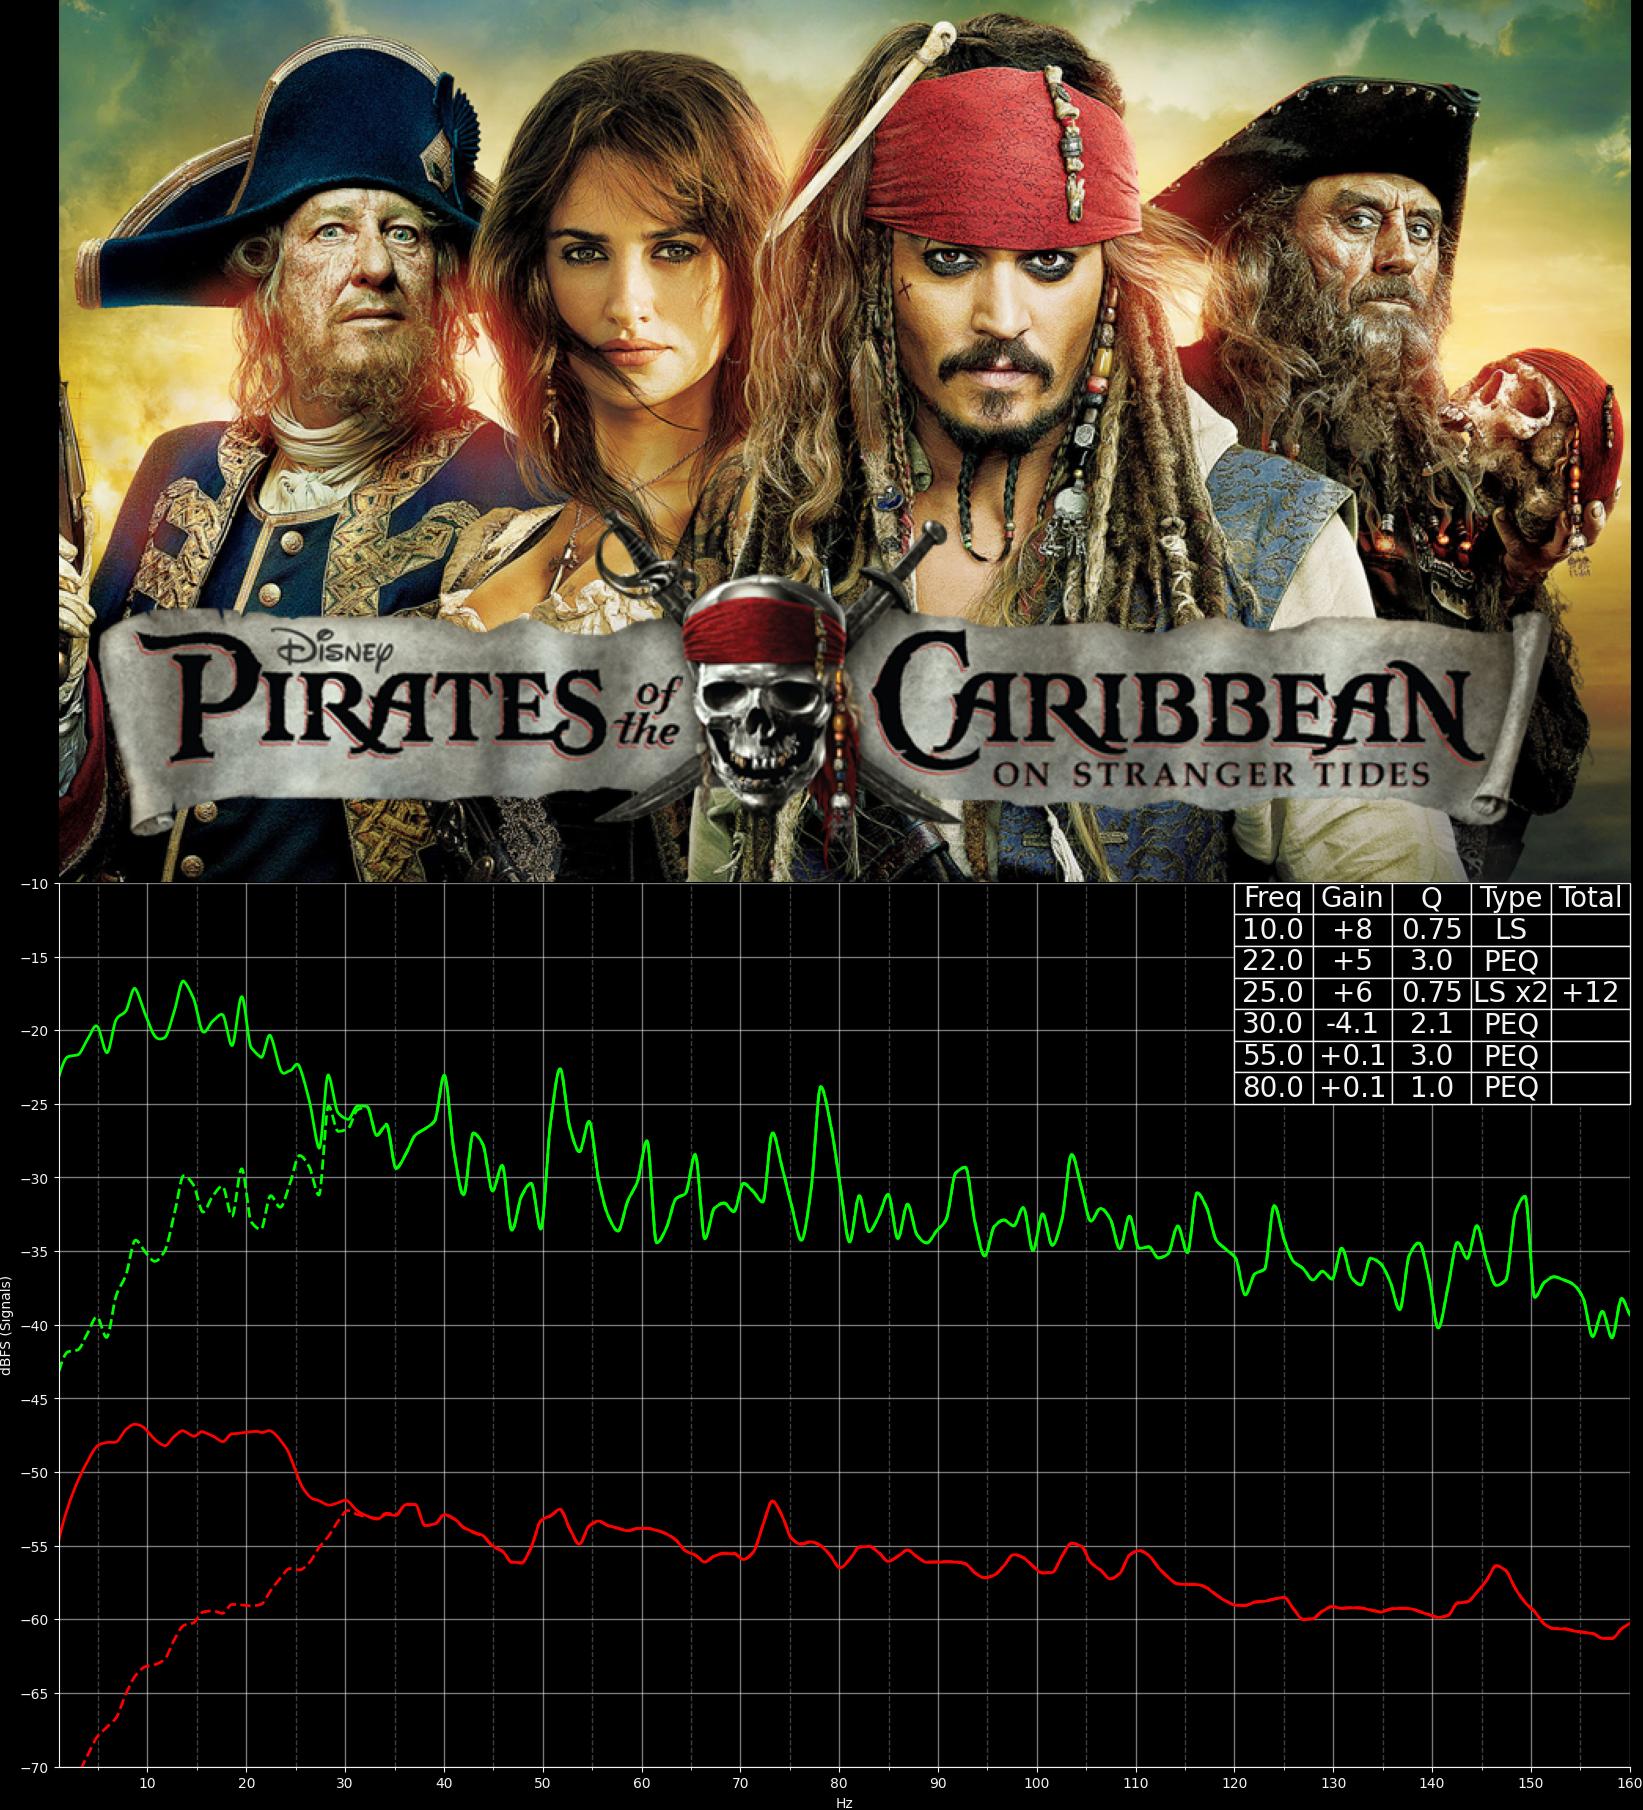 DISNEY
PIRATES of the CARIBBEAN
ON STRANGER TIDES
Freq Gain Q Type Total
10.0 +8 0.75 LS
22.0 +5 3.0 PEQ
25.0 +6 0.75 LS x2 +12
30.0 -4.1 2.1 PEQ
55.0 +0.1 3.0 PEQ
80.0 +0.1 1.0 PEQ
−10
−15
−20
−25
−30
−35
−40
−45
−50
−55
−60
−65
−70
dBFS (Signals)
10 20 30 40 50 60 70 80 90 100 110 120 130 140 150 160
Hz